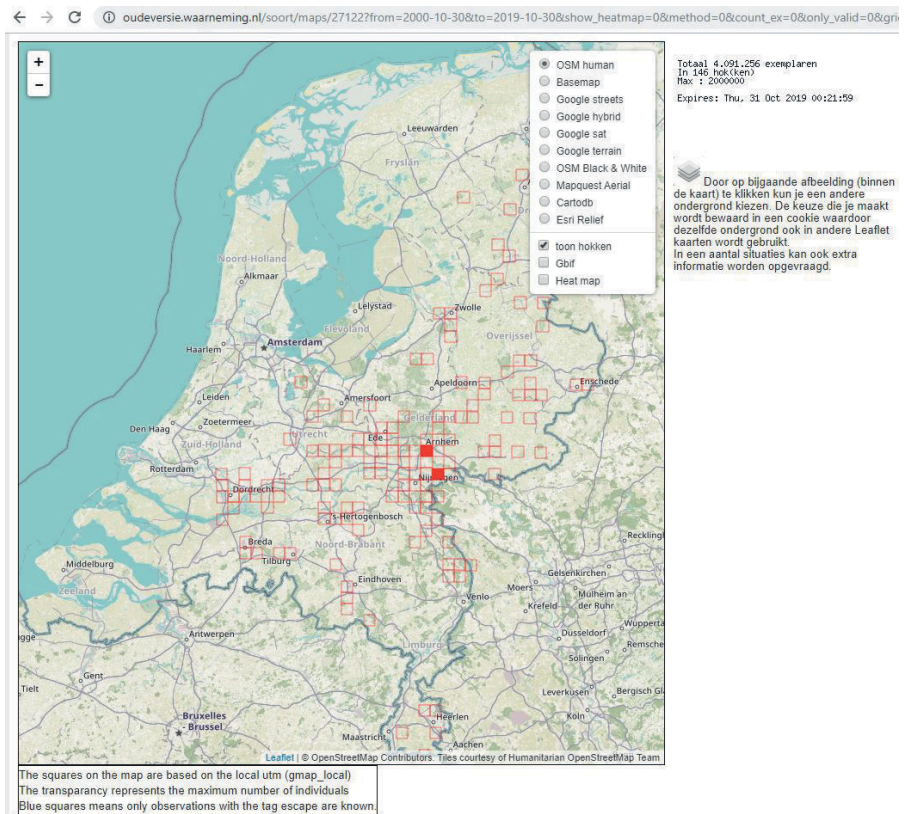 oudeversie.waarneming.nl/soort/maps/27122?from=2000-10-30&to=2019-10-30&show_heatmap=0&method=0&count_ex=0&only_valid=0&gri
+
−
OSM human
Basemap
Google streets
Google hybrid
Google sat
Google terrain
OSM Black & White
Mapquest Aerial
Cartodb
Esri Relief
toon hokken
Gbif
Heat map
Leeuwarden
Fryslân
Noord-Holland
Alkmaar
Lelystad
Zwolle
Flevoland
Overijssel
Amsterdam
Haarlem
Apeldoorn
Enschede
Leiden
Amersfoort
Den Haag
Zoetermeer
Gelderland
Utrecht
Ede
Arnhem
Zuid-Holland
Rotterdam
Nijmegen
Dordrecht
's-Hertogenbosch
Breda
Noord-Brabant
Tilburg
Middelburg
Zeeland
Eindhoven
Venlo
Reckling
Gelsenkirchen
Moers
Mülheim an
der Ruhr
Krefeld
Wupperta
Antwerpen
Düsseldorf
Remsche
Limburg
Solingen
Gent
Tielt
Leverkusen
Bergisch Gla
Bruxelles
- Brussel
Heerlen
Köln
Maastricht
Aachen
Leaflet | © OpenStreetMap Contributors. Tiles courtesy of Humanitarian OpenStreetMap Team
The squares on the map are based on the local utm (gmap_local)
The transparancy represents the maximum number of individuals
Blue squares means only observations with the tag escape are known.
Totaal 4.091.256 exemplaren
In 146 hok(ken)
Max : 2000000
Expires: Thu, 31 Oct 2019 00:21:59
Door op bijgaande afbeelding (binnen
de kaart) te klikken kun je een andere
ondergrond kiezen. De keuze die je maakt
wordt bewaard in een cookie waardoor
dezelfde ondergrond ook in andere Leaflet
kaarten wordt gebruikt.
In een aantal situaties kan ook extra
informatie worden opgevraagd.